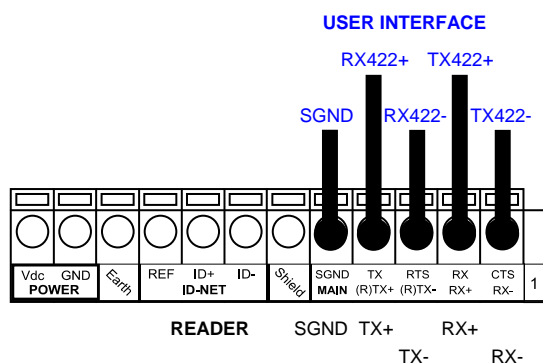 USER INTERFACE
RX422+ TX422+
SGND RX422- TX422-
Vdc GND Earth REF ID+ ID- Shield SGND TX RTS RX CTS 1
POWER ID-NET MAIN (R)TX+ (R)TX- RX+ RX-
READER SGND TX+ RX+
TX- RX-